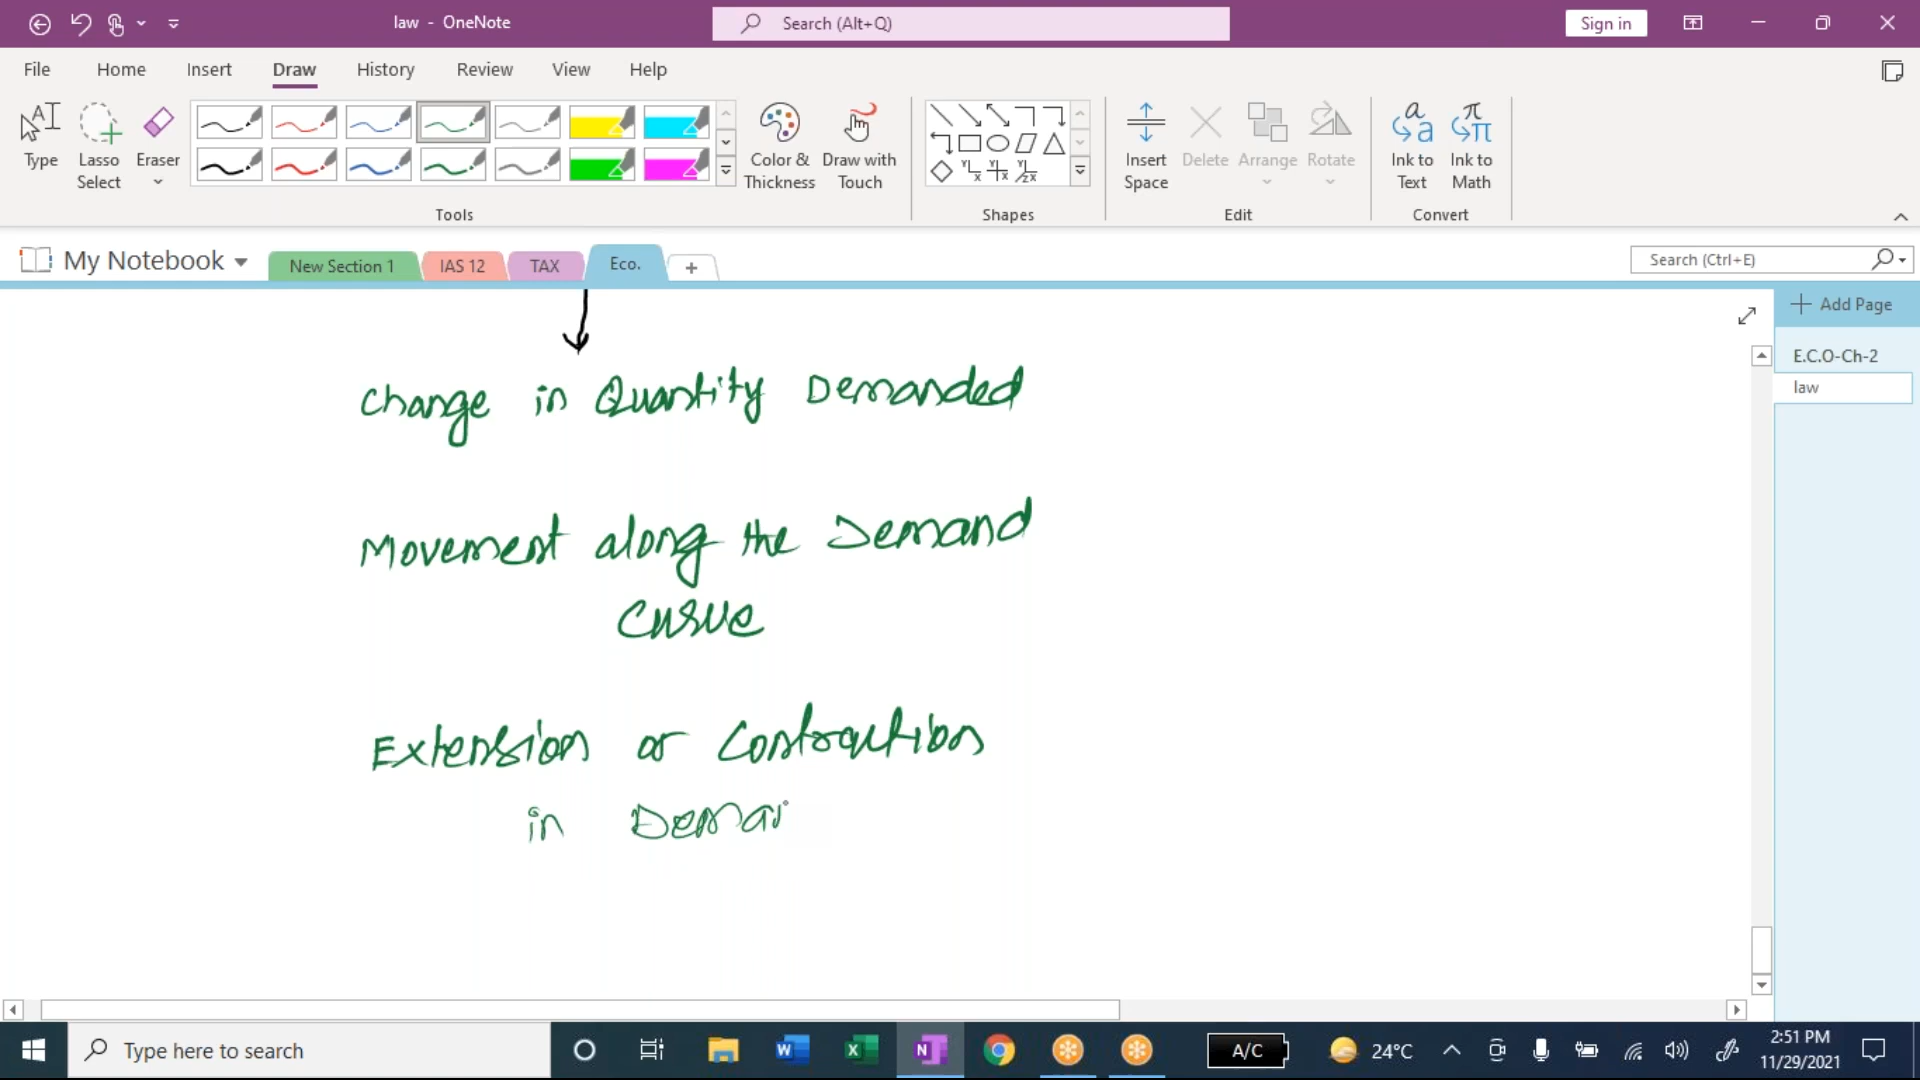 law - OneNote
Search (Alt+Q)
Sign in
File Home Insert Draw History Review View Help
Type
Lasso Select
Eraser
Color & Thickness
Draw with Touch
Insert Space
Delete
Arrange
Rotate
Ink to Text
Ink to Math
Tools
Shapes
Edit
Convert
My Notebook
New Section 1
IAS 12
TAX
Eco.
Search (Ctrl+E)
Add Page
E.C.O-Ch-2
law
Change in Quantity Demanded
Movement along the Demand
Curve
Extension or Contraction
in Deman
Type here to search
A/C
24°C
2:51 PM
11/29/2021